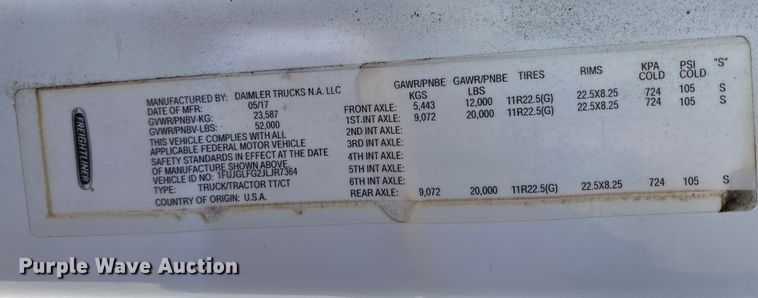 FREIGHTLINER
MANUFACTURED BY: DAIMLER TRUCKS N.A. LLC
DATE OF MFR: 05/17
GVWR/PNBV-KG: 23,587
GVWR/PNBV-LBS: 52,000
THIS VEHICLE COMPLIES WITH ALL
APPLICABLE FEDERAL MOTOR VEHICLE
SAFETY STANDARDS IN EFFECT AT THE DATE
OF MANUFACTURE SHOWN ABOVE.
VEHICLE ID NO: 1FUJGLFG2JLJR7364
TYPE: TRUCK/TRACTOR TT/CT
COUNTRY OF ORIGIN: U.S.A.
GAWR/PNBE KGS GAWR/PNBE LBS TIRES RIMS KPA COLD PSI COLD "S"
FRONT AXLE: 5,443 12,000 11R22.5(G) 22.5X8.25 724 105 S
1ST.INT AXLE: 9,072 20,000 11R22.5(G) 22.5X8.25 724 105 S
2ND INT AXLE:
3RD INT AXLE:
4TH INT AXLE:
5TH INT AXLE:
6TH INT AXLE:
REAR AXLE: 9,072 20,000 11R22.5(G) 22.5X8.25 724 105 S
Purple Wave Auction